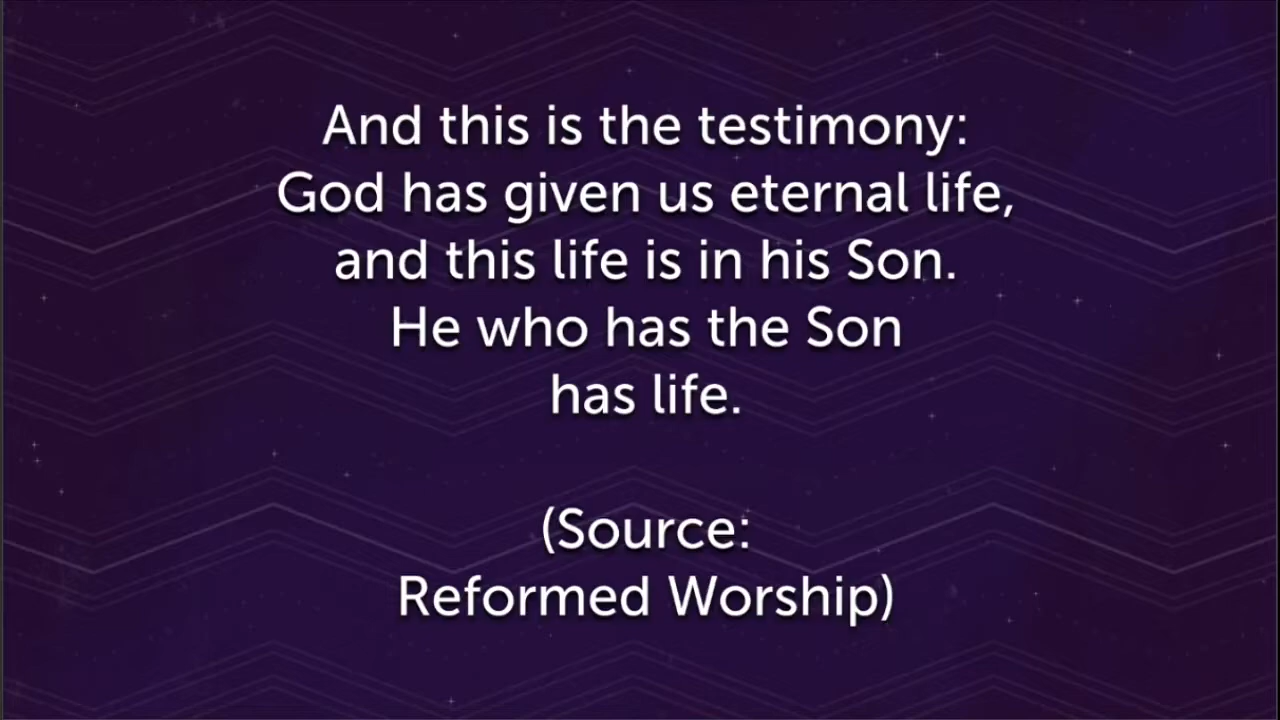 And this is the testimony:
God has given us eternal life,
and this life is in his Son.
He who has the Son
has life.
(Source:
Reformed Worship)